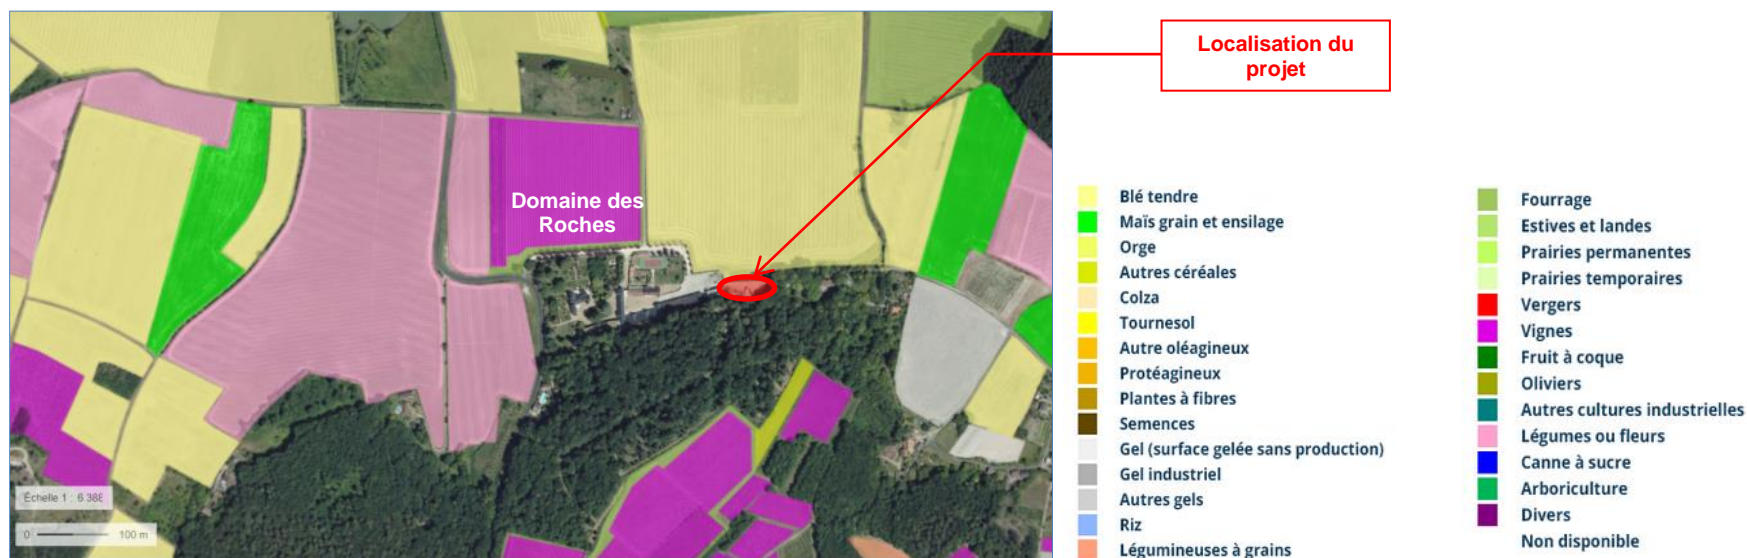 Localisation du
projet
Domaine des
Roches
Échelle 1 : 6 388
0
100 m
Blé tendre
Maïs grain et ensilage
Orge
Autres céréales
Colza
Tournesol
Autre oléagineux
Protéagineux
Plantes à fibres
Semences
Gel (surface gelée sans production)
Gel industriel
Autres gels
Riz
Légumineuses à grains
Fourrage
Estives et landes
Prairies permanentes
Prairies temporaires
Vergers
Vignes
Fruit à coque
Oliviers
Autres cultures industrielles
Légumes ou fleurs
Canne à sucre
Arboriculture
Divers
Non disponible